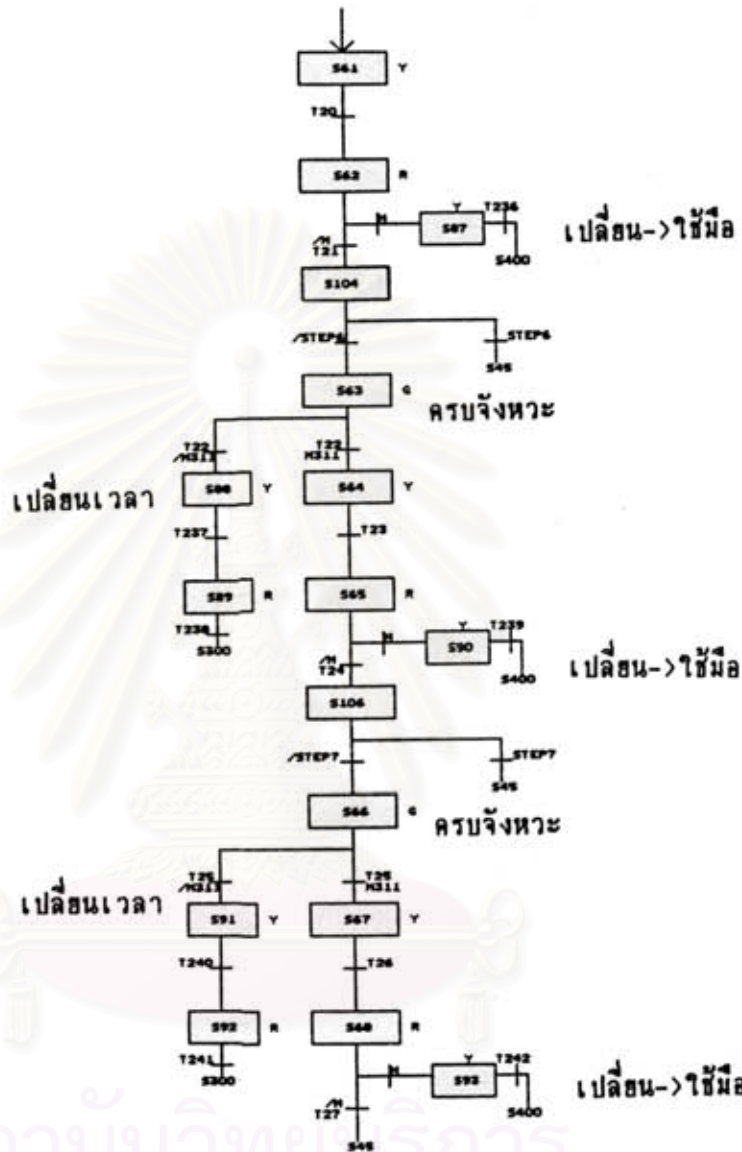 S61 Y
T20
S62 R
M Y T236
S87
เปลี่ยน->ใช้มือ
/M
T21
S400
S104
/STEP6 STEP6
S45
S63 G
ครบจังหวะ
T22 T22
/M311 M311
เปลี่ยนเวลา
S88 Y S64 Y
T237 T23
S89 R S65 R
T238
S300
M Y T239
S90
เปลี่ยน->ใช้มือ
/M
T24
S400
S106
/STEP7 STEP7
S45
S66 G
ครบจังหวะ
T25 T25
/M311 M311
เปลี่ยนเวลา
S91 Y S67 Y
T240 T26
S92 R S68 R
T241
S300
M Y T242
S93
เปลี่ยน->ใช้มือ
/M
T27
S400
S45